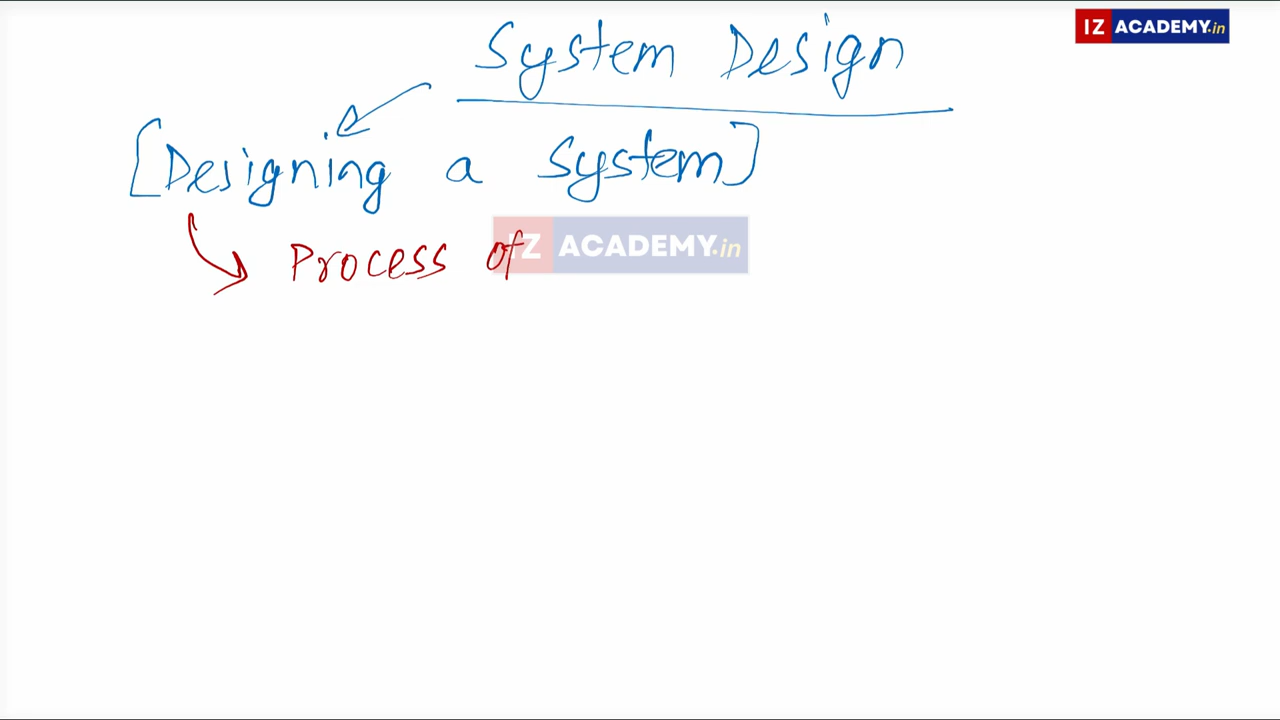 System Design
IZ ACADEMY.in
[Designing a System]
Process of
IZ ACADEMY.in